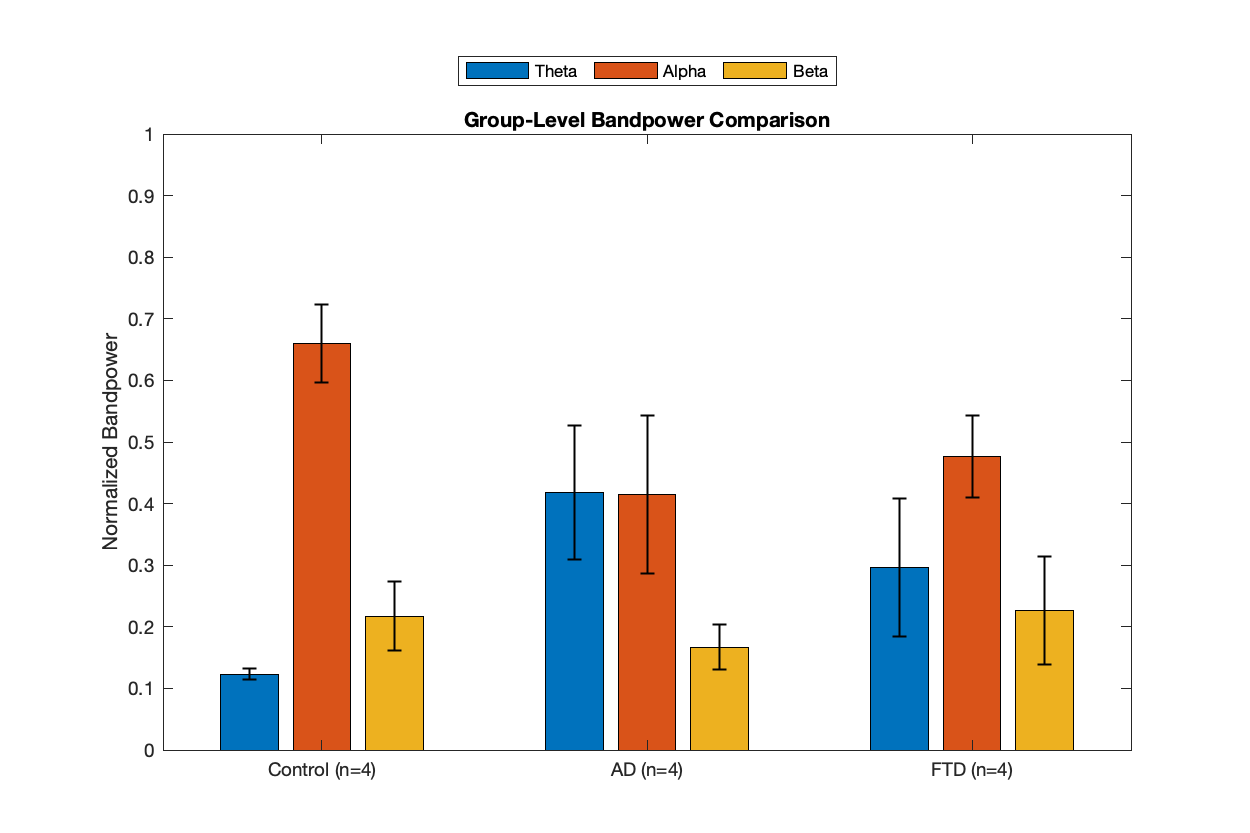 Theta Alpha Beta
Group-Level Bandpower Comparison
Normalized Bandpower
1
0.9
0.8
0.7
0.6
0.5
0.4
0.3
0.2
0.1
0
Control (n=4) AD (n=4) FTD (n=4)